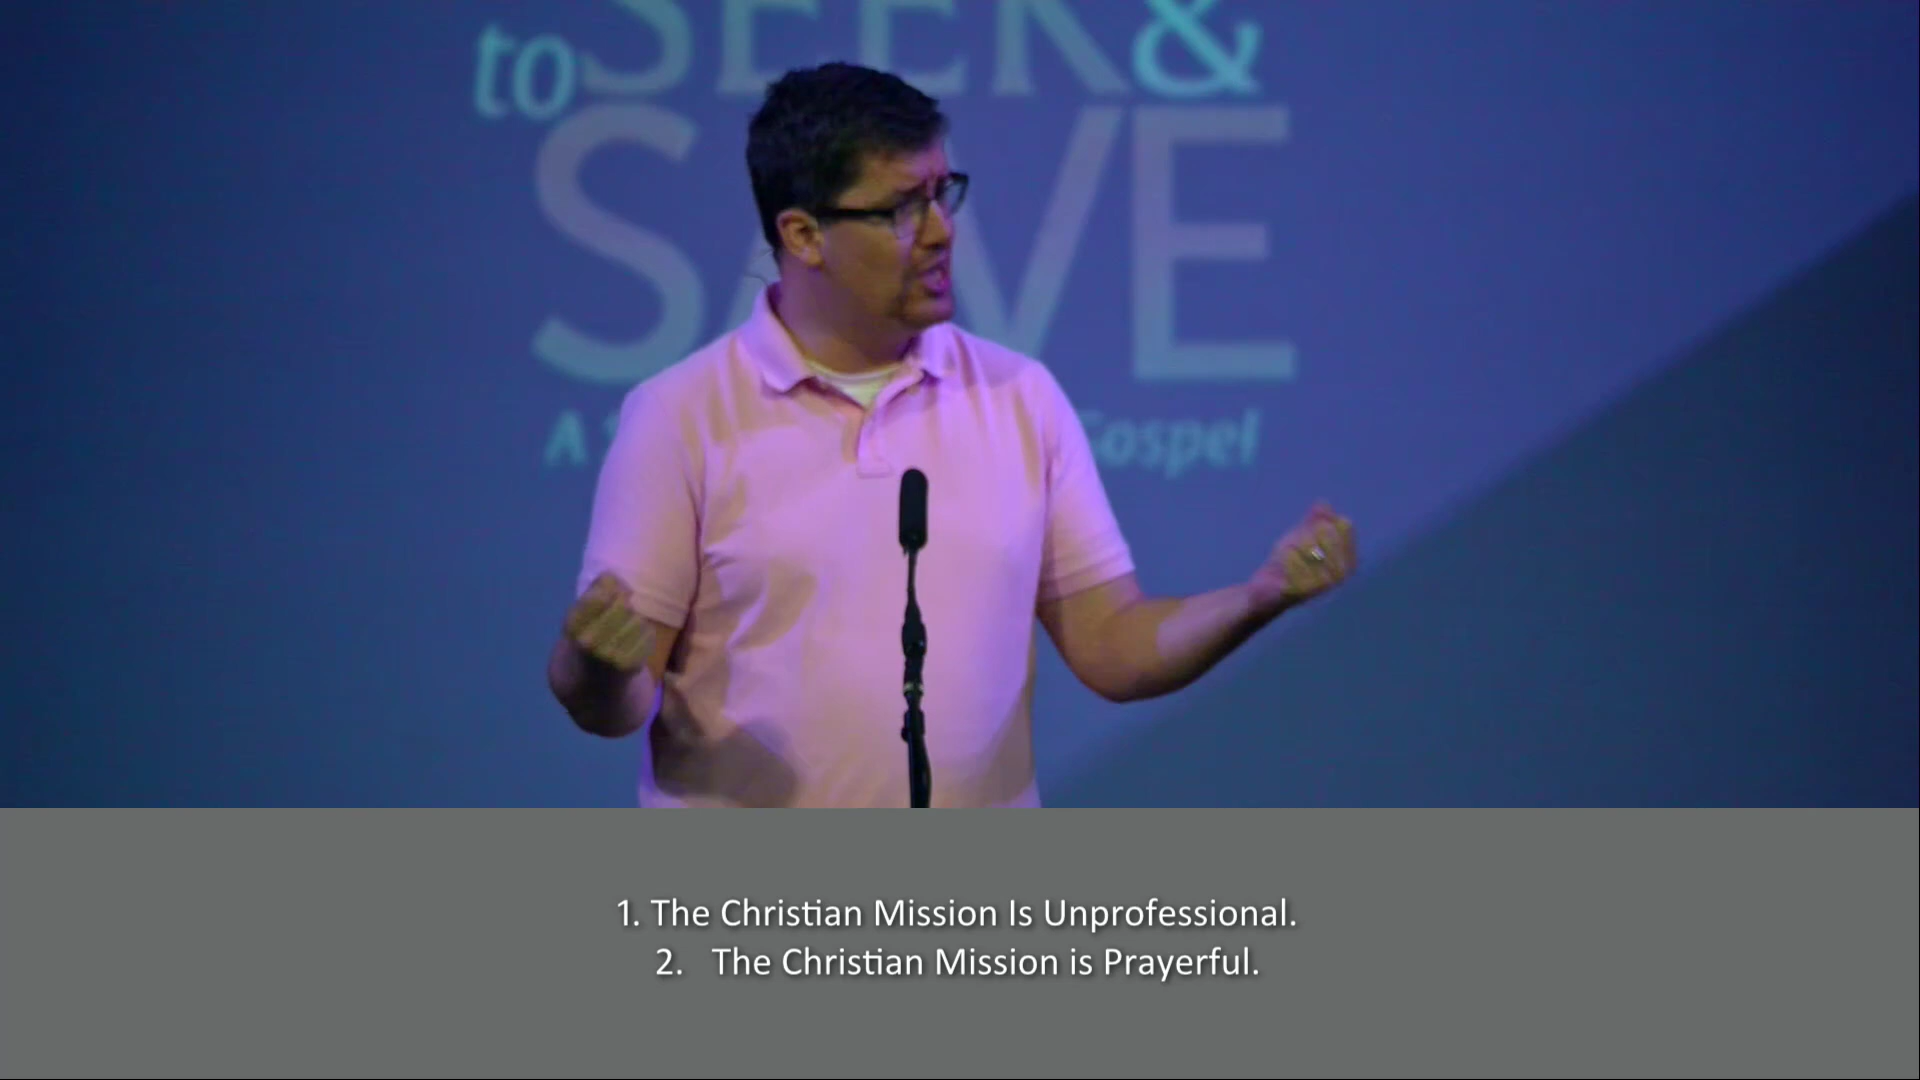 to SEEK &
SAVE
A Gospel
1. The Christian Mission Is Unprofessional.
2. The Christian Mission is Prayerful.